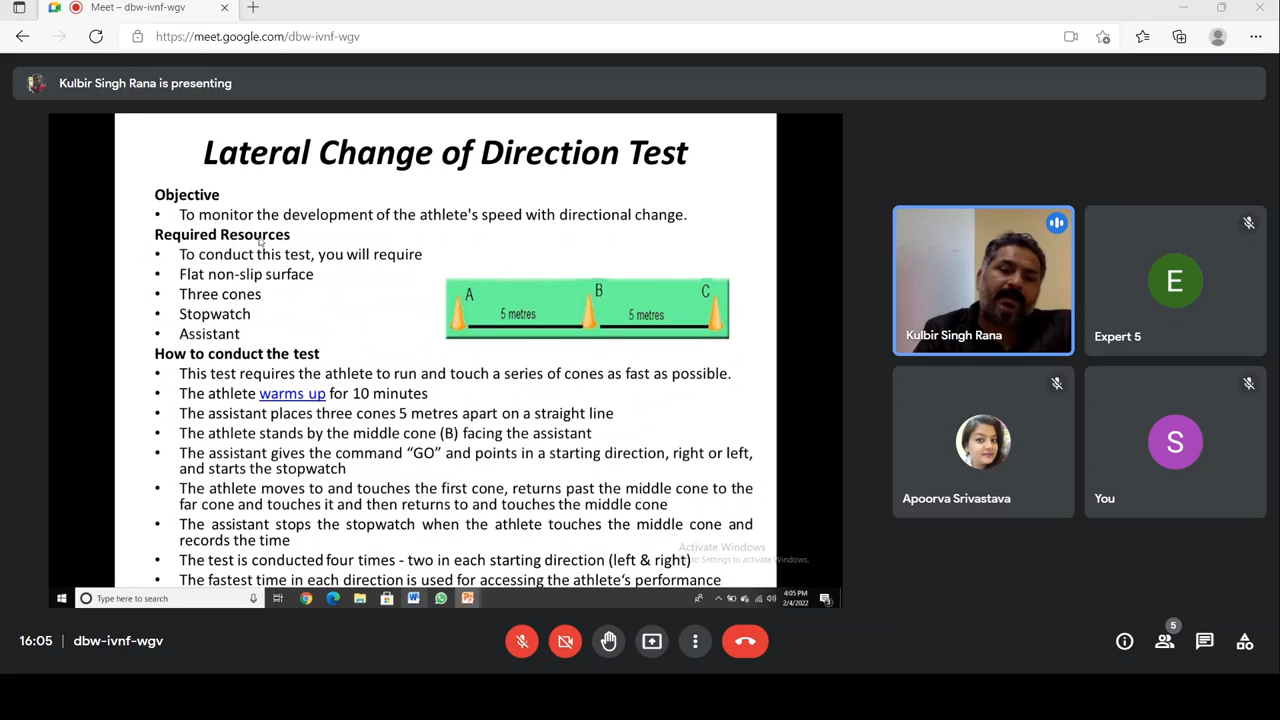 Meet – dbw-ivnf-wgv
https://meet.google.com/dbw-ivnf-wgv
Kulbir Singh Rana is presenting
Lateral Change of Direction Test
Objective
• To monitor the development of the athlete's speed with directional change.
Required Resources
• To conduct this test, you will require
• Flat non-slip surface
• Three cones
• Stopwatch
• Assistant
A B C
5 metres 5 metres
How to conduct the test
• This test requires the athlete to run and touch a series of cones as fast as possible.
• The athlete warms up for 10 minutes
• The assistant places three cones 5 metres apart on a straight line
• The athlete stands by the middle cone (B) facing the assistant
• The assistant gives the command “GO” and points in a starting direction, right or left,
and starts the stopwatch
• The athlete moves to and touches the first cone, returns past the middle cone to the
far cone and touches it and then returns to and touches the middle cone
• The assistant stops the stopwatch when the athlete touches the middle cone and
records the time
• The test is conducted four times - two in each starting direction (left & right)
• The fastest time in each direction is used for accessing the athlete‘s performance
Activate Windows
to Settings to activate Windows.
Type here to search
4:05 PM
2/4/2022
3
Kulbir Singh Rana
E
Expert 5
Apoorva Srivastava
S
You
16:05 | dbw-ivnf-wgv
5